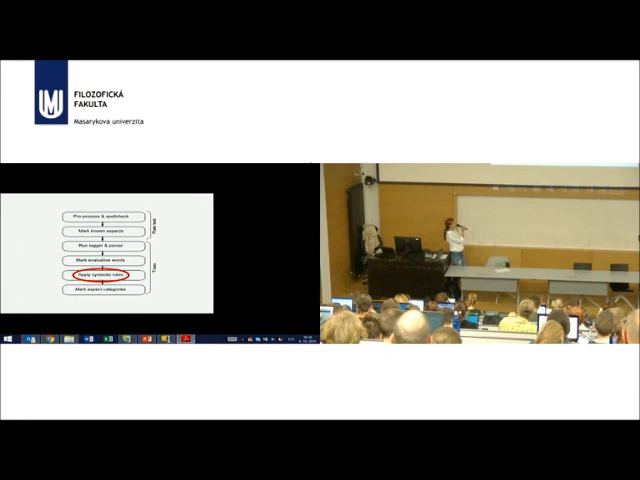 FILOZOFICKÁ
FAKULTA
Masarykova univerzita
Pre-process & spellcheck
Mark known aspects
Run tagger & parser
Mark evaluative words
Apply syntactic rules
Mark aspect categories